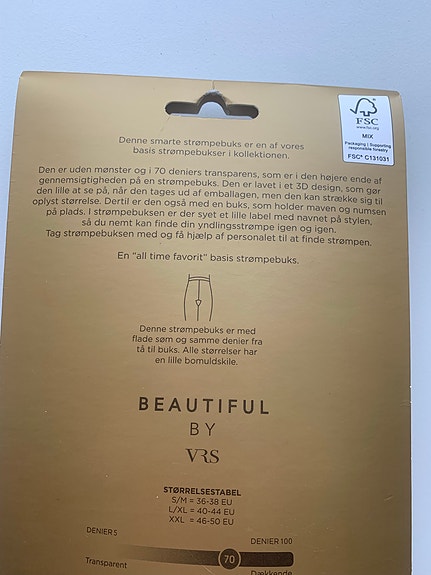 FSC
www.fsc.org
MIX
Packaging | Supporting
responsible forestry
FSC® C131031
Denne smarte strømpebuks er en af vores
basis strømpebukser i kollektionen.
Den er uden mønster og i 70 deniers transparens, som er i den højere ende af
gennemsigtigheden på en strømpebuks. Den er lavet i et 3D design, som gør
den lille at se på, når den tages ud af emballagen, men den kan strække sig til
oplyst størrelse. Dertil er den også med en buks, som holder maven og numsen
på plads. I strømpebuksen er der syet et lille label med navnet på stylen,
så du nemt kan finde din yndlingsstrømpe igen og igen.
Tag strømpebuksen med og få hjælp af personalet til at finde strømpen.
En "all time favorit" basis strømpebuks.
Denne strømpebuks er med
flade søm og samme denier fra
tå til buks. Alle størrelser har
en lille bomuldskile.
BEAUTIFUL
BY
VRS
STØRRELSESTABEL
S/M = 36-38 EU
L/XL = 40-44 EU
XXL = 46-50 EU
DENIER 5
DENIER 100
70
Transparent
Dækkende